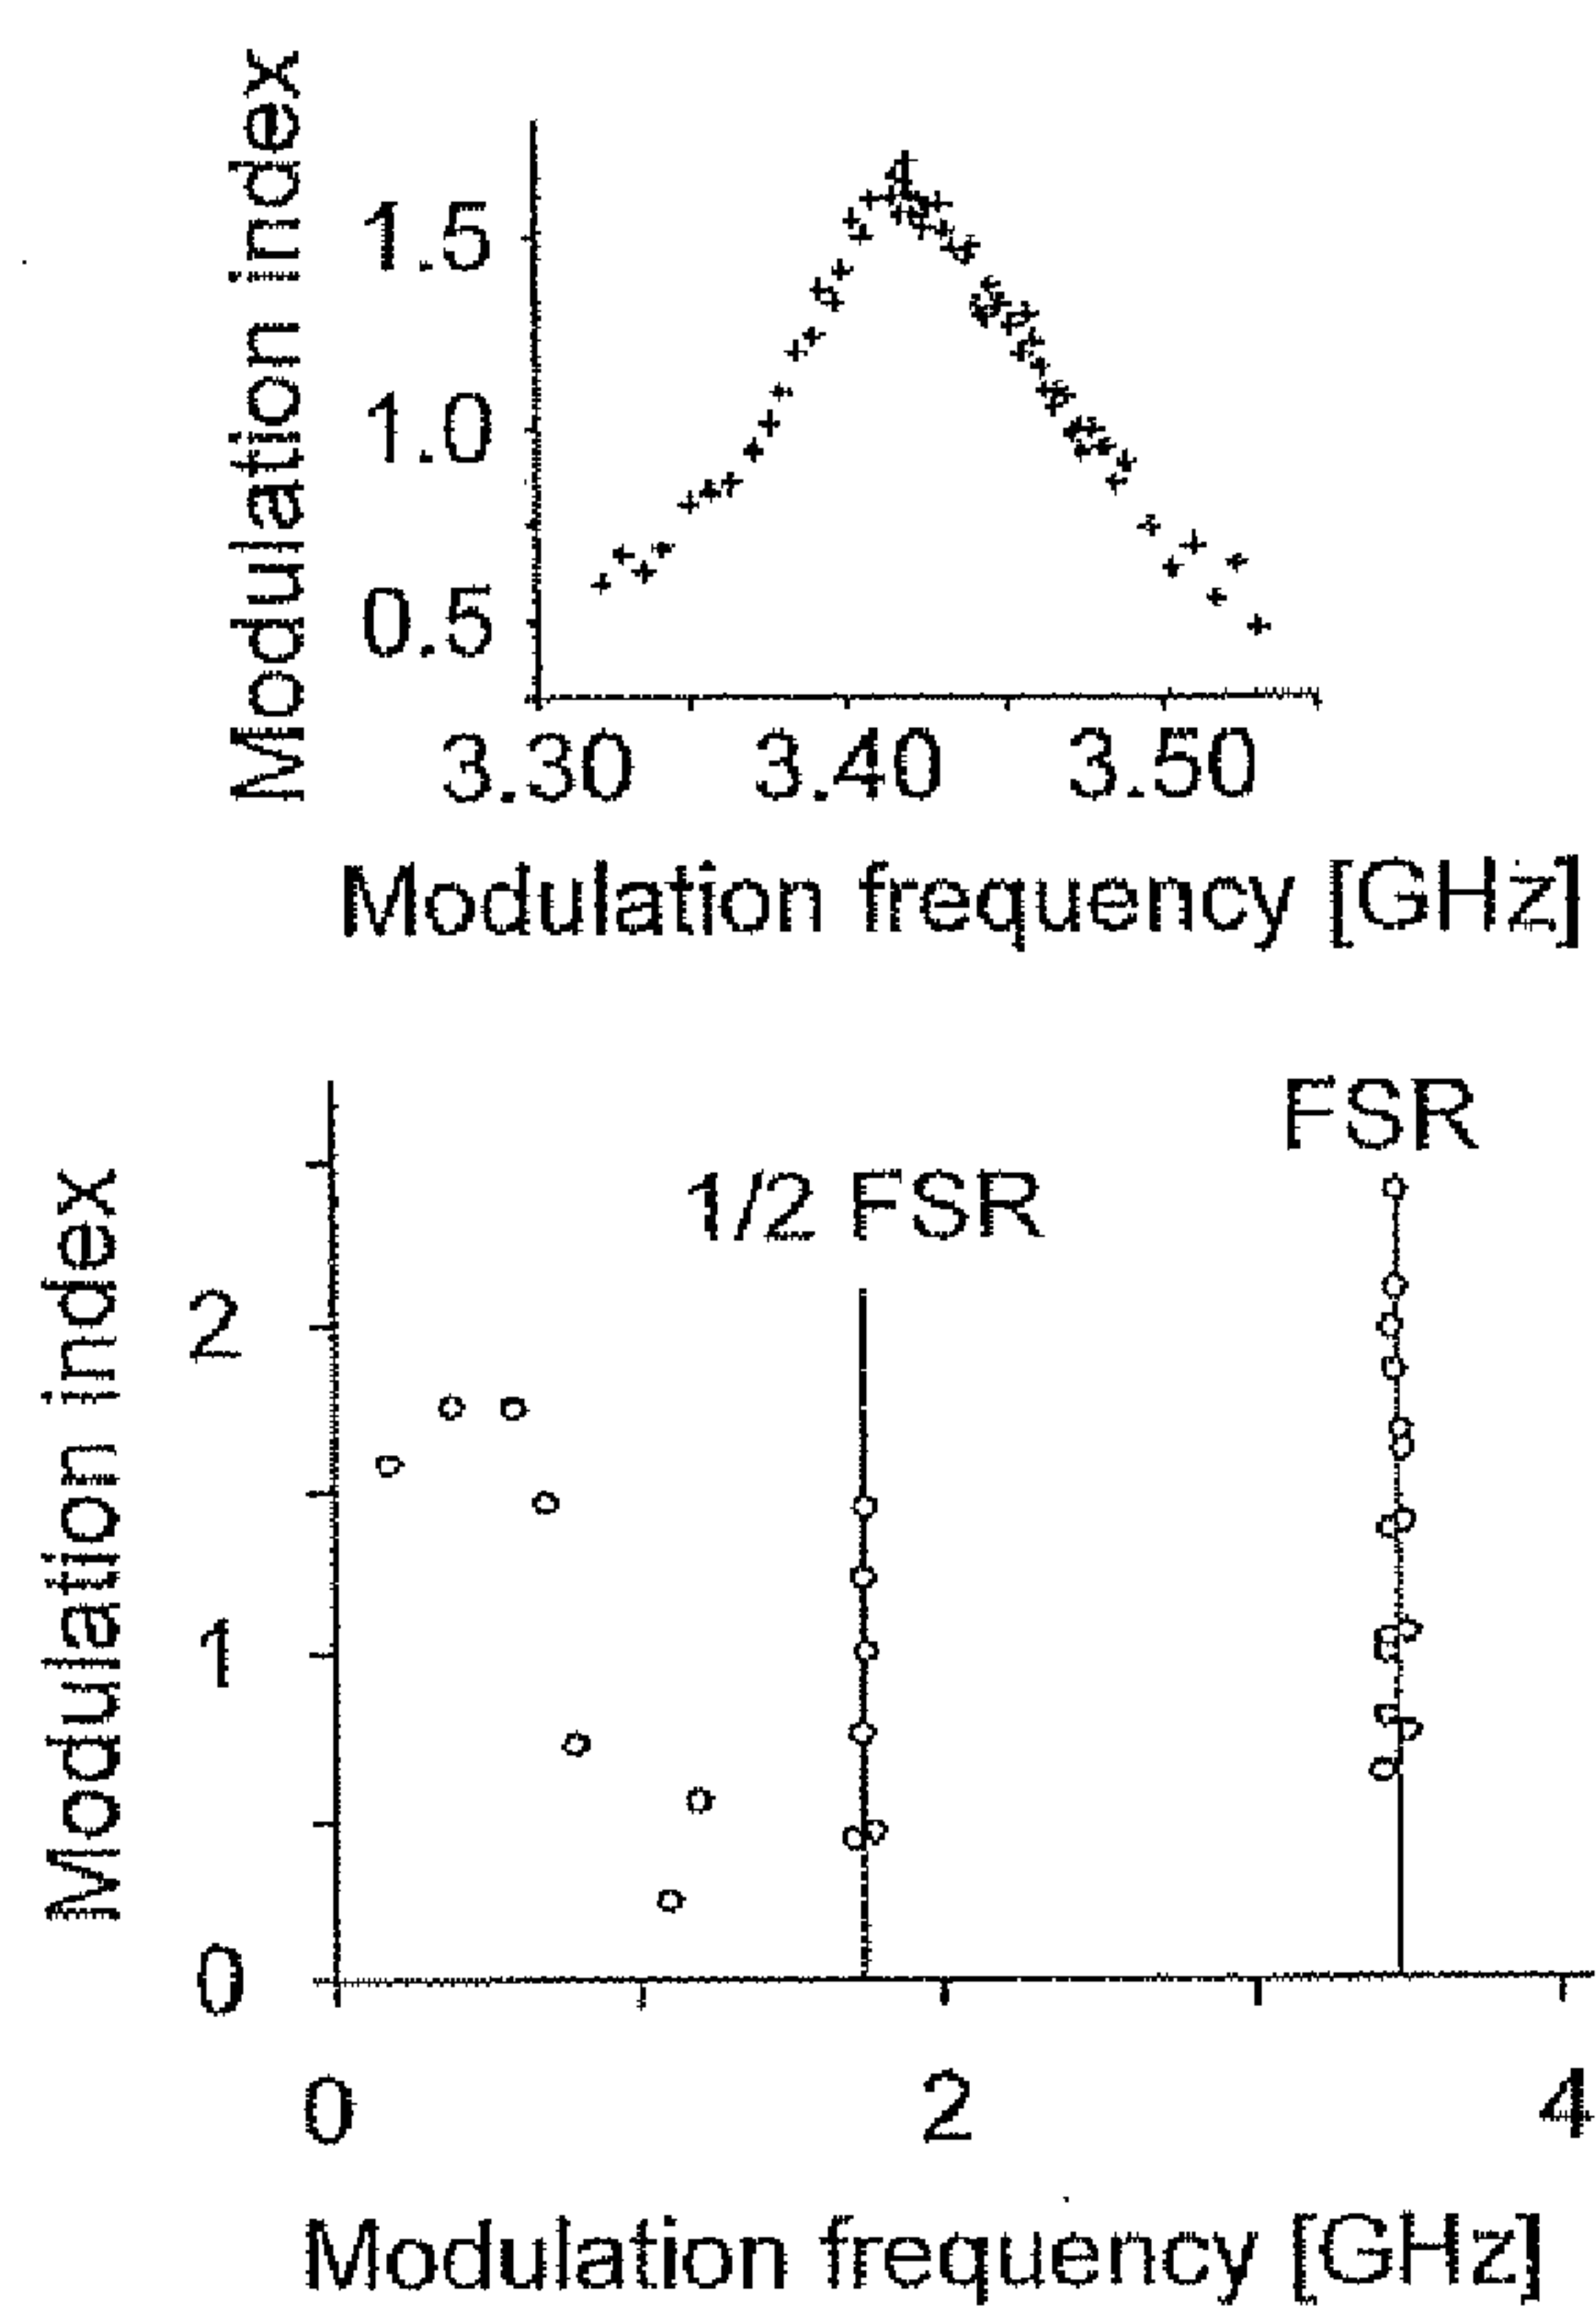 Modulation index
1.5
1.0
0.5
3.30 3.40 3.50
Modulation frequency [GHz]
FSR
1/2 FSR
Modulation index
2
1
0
0 2 4
Modulation frequency [GHz]